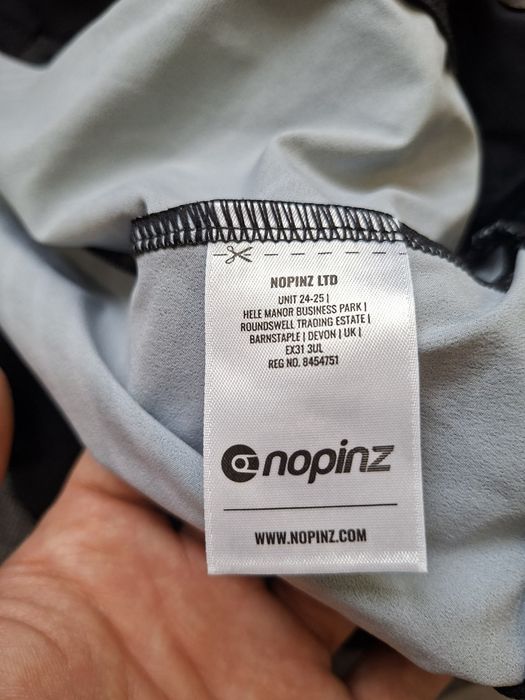 NOPINZ LTD
UNIT 24-25 |
HELE MANOR BUSINESS PARK |
ROUNDSWELL TRADING ESTATE |
BARNSTAPLE | DEVON | UK |
EX31 3UL
REG NO. 8454751
nopinz
WWW.NOPINZ.COM